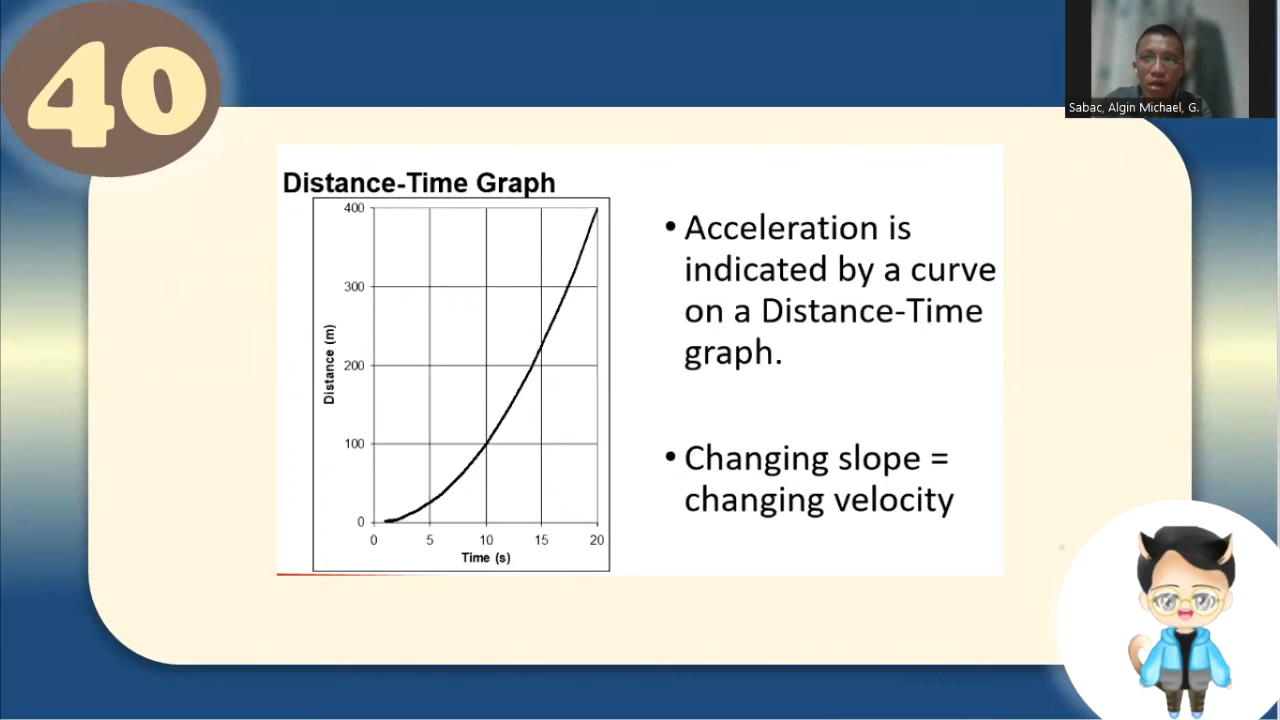 40
Sabac, Algin Michael, G.
Distance-Time Graph
400
300
200
100
0
Distance (m)
0 5 10 15 20
Time (s)
• Acceleration is
indicated by a curve
on a Distance-Time
graph.
• Changing slope =
changing velocity